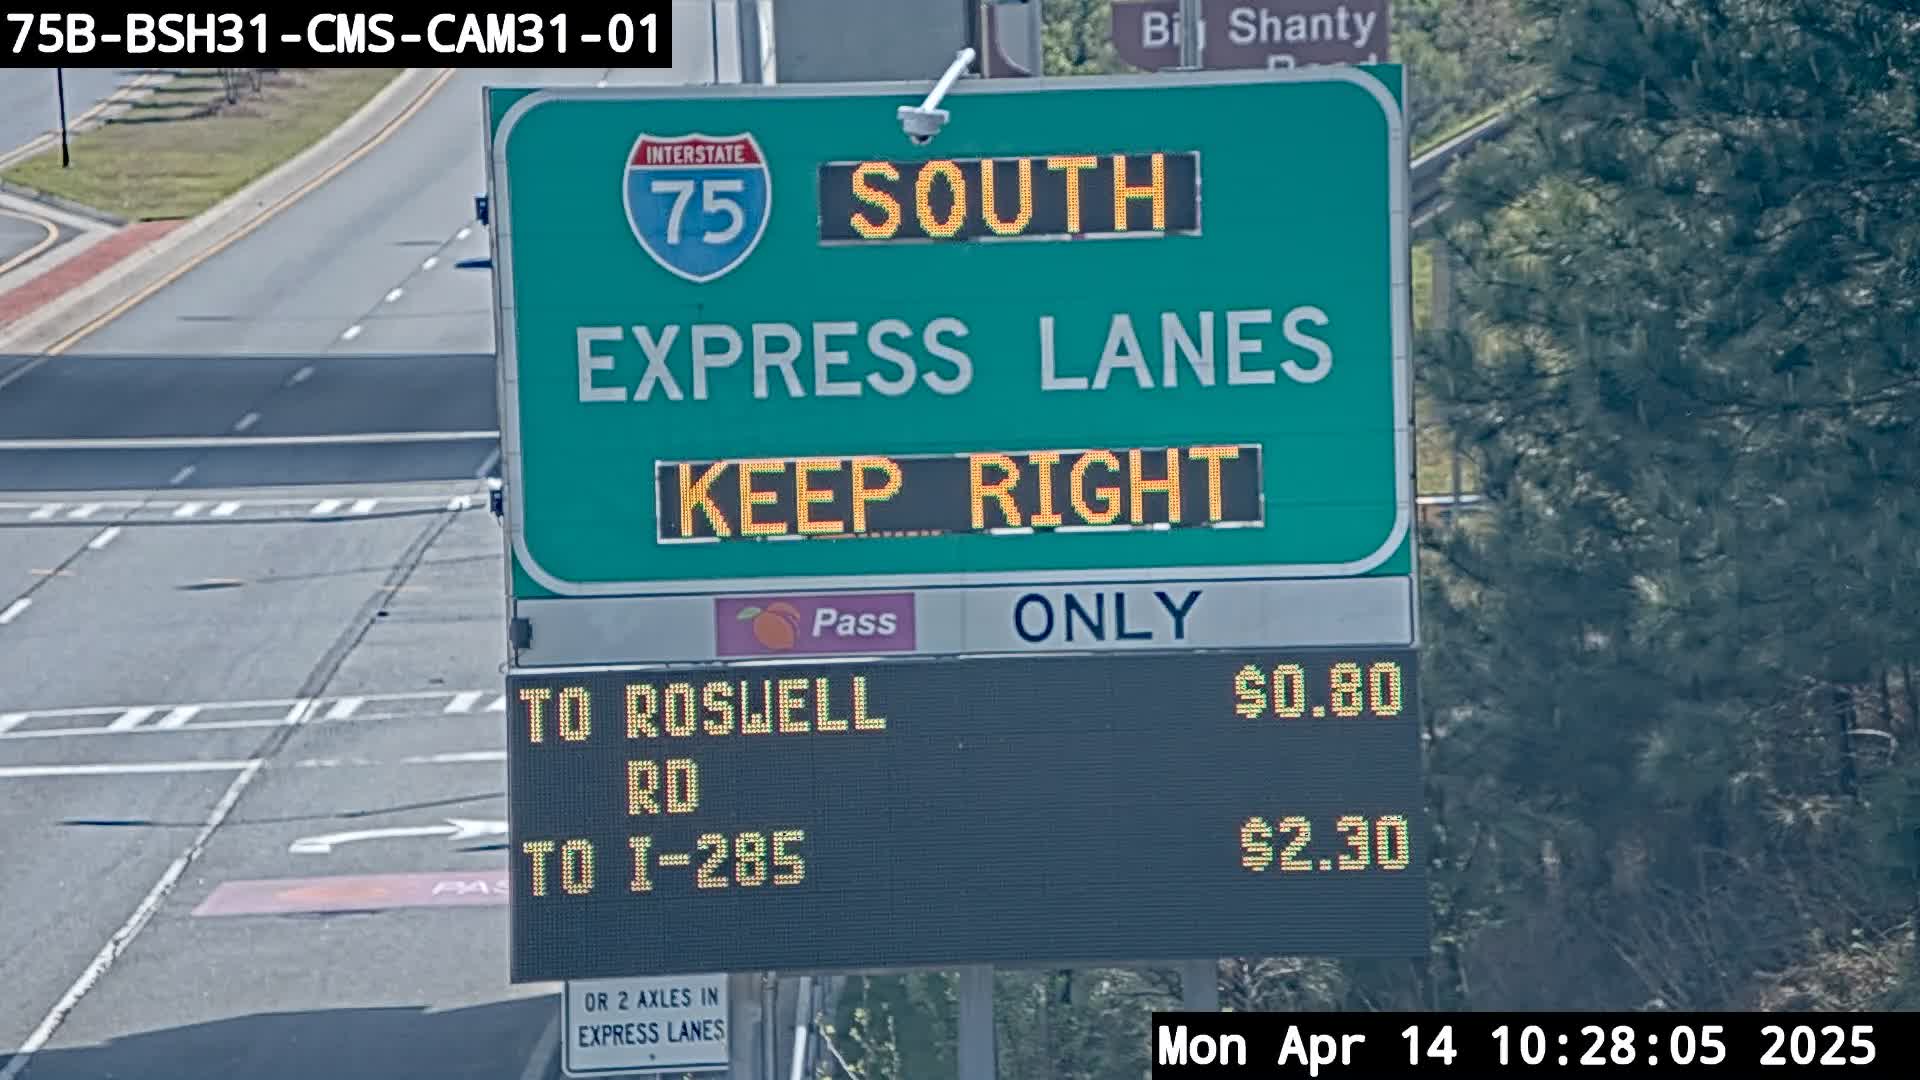 75B-BSH31-CMS-CAM31-01
Big Shanty
Road
INTERSTATE
75
SOUTH
EXPRESS LANES
KEEP RIGHT
Pass ONLY
TO ROSWELL $0.80
RD
TO I-285 $2.30
OR 2 AXLES IN
EXPRESS LANES
Mon Apr 14 10:28:05 2025